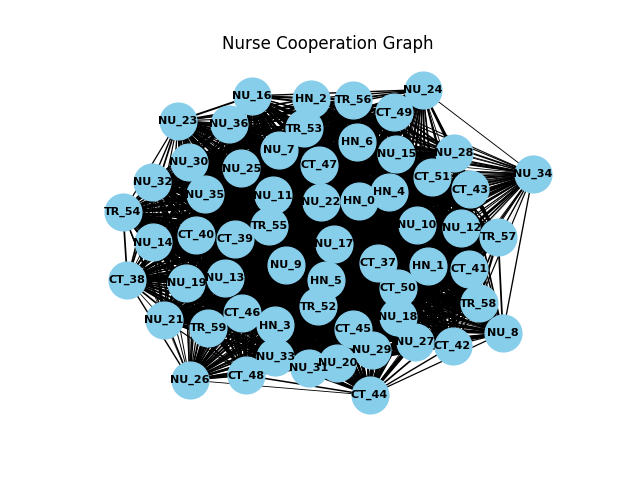 Nurse Cooperation Graph
NU_24
NU_16
HN_2
TR_56
CT_49
NU_23
NU_36
TR_53
HN_6
NU_7
NU_15
NU_28
NU_30
NU_25
CT_47
NU_34
CT_51
NU_32
CT_43
NU_35
NU_11
HN_4
NU_22
HN_0
TR_54
TR_55
NU_10
NU_12
CT_40
CT_39
TR_57
NU_14
NU_17
NU_9
CT_37
HN_1
CT_41
CT_38
NU_19
NU_13
HN_5
CT_50
TR_52
TR_58
CT_46
NU_21
NU_18
TR_59
HN_3
CT_45
NU_8
NU_27
CT_42
NU_29
NU_33
NU_31
NU_20
NU_26
CT_48
CT_44